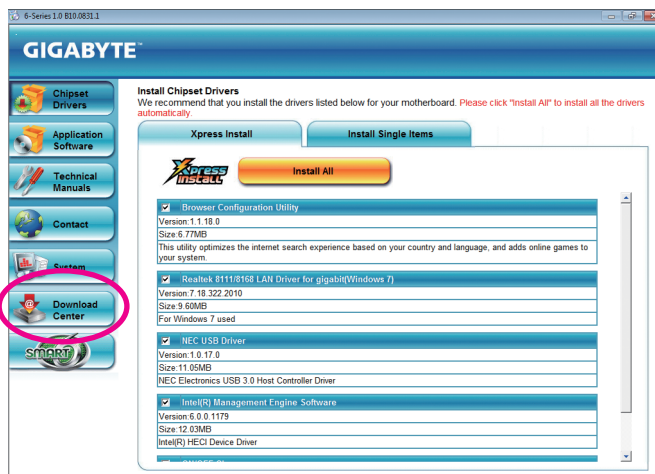 6-Series 1.0 B10.0831.1
GIGABYTE™
Chipset
Drivers
Application
Software
Technical
Manuals
Contact
System
Download
Center
SMART
Install Chipset Drivers
We recommend that you install the drivers listed below for your motherboard. Please click "Install All" to install all the drivers
automatically.
Xpress Install
Install Single Items
Xpress
Install
Install All
Browser Configuration Utility
Version:1.1.18.0
Size:6.77MB
This utility optimizes the internet search experience based on your country and language, and adds online games to
your system.
Realtek 8111/8168 LAN Driver for gigabit(Windows 7)
Version:7.18.322.2010
Size:9.60MB
For Windows 7 used
NEC USB Driver
Version:1.0.17.0
Size:11.05MB
NEC Electronics USB 3.0 Host Controller Driver
Intel(R) Management Engine Software
Version:6.0.0.1179
Size:12.03MB
Intel(R) HECI Device Driver